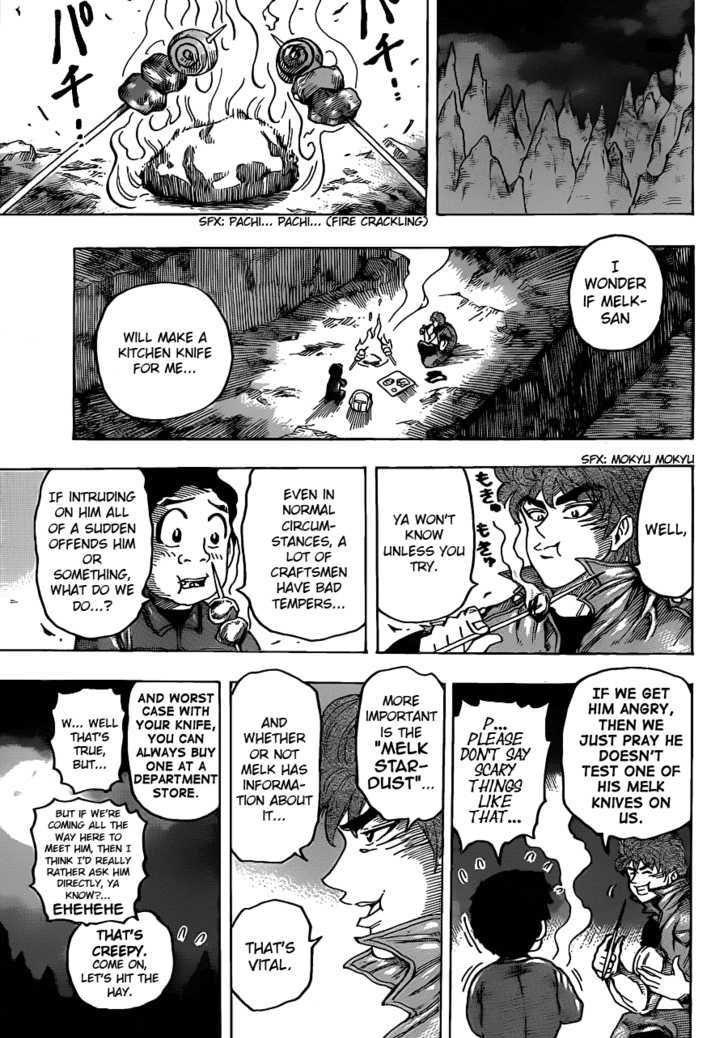 パチ…
パチ…
SFX: PACHI... PACHI... (FIRE CRACKLING)
I
WONDER
IF MELK-
SAN
WILL MAKE A
KITCHEN KNIFE
FOR ME...
SFX: MOKYU MOKYU
WELL,
もきゅ
もきゅ
YA WON'T
KNOW
UNLESS YOU
TRY.
EVEN IN
NORMAL
CIRCUM-
STANCES, A
LOT OF
CRAFTSMEN
HAVE BAD
TEMPERS...
IF INTRUDING
ON HIM ALL
OF A SUDDEN
OFFENDS HIM
OR
SOMETHING,
WHAT DO WE
DO...?
IF WE GET
HIM ANGRY,
THEN WE
JUST PRAY HE
DOESN'T
TEST ONE OF
HIS MELK
KNIVES ON
US.
P...
PLEASE
DON'T SAY
SCARY
THINGS
LIKE
THAT...
MORE
IMPORTANT
IS THE
"MELK
STAR-
DUST"...
AND
WHETHER
OR NOT
MELK HAS
INFORMA-
TION ABOUT
IT...
THAT'S
VITAL.
AND WORST
CASE WITH
YOUR KNIFE,
YOU CAN
ALWAYS BUY
ONE AT A
DEPARTMENT
STORE.
W... WELL
THAT'S
TRUE,
BUT...
BUT IF WE'RE
COMING ALL THE
WAY HERE TO
MEET HIM, THEN I
THINK I'D REALLY
RATHER ASK HIM
DIRECTLY, YA
KNOW?...
EHEHEHE
THAT'S
CREEPY.
COME ON,
LET'S HIT THE
HAY.